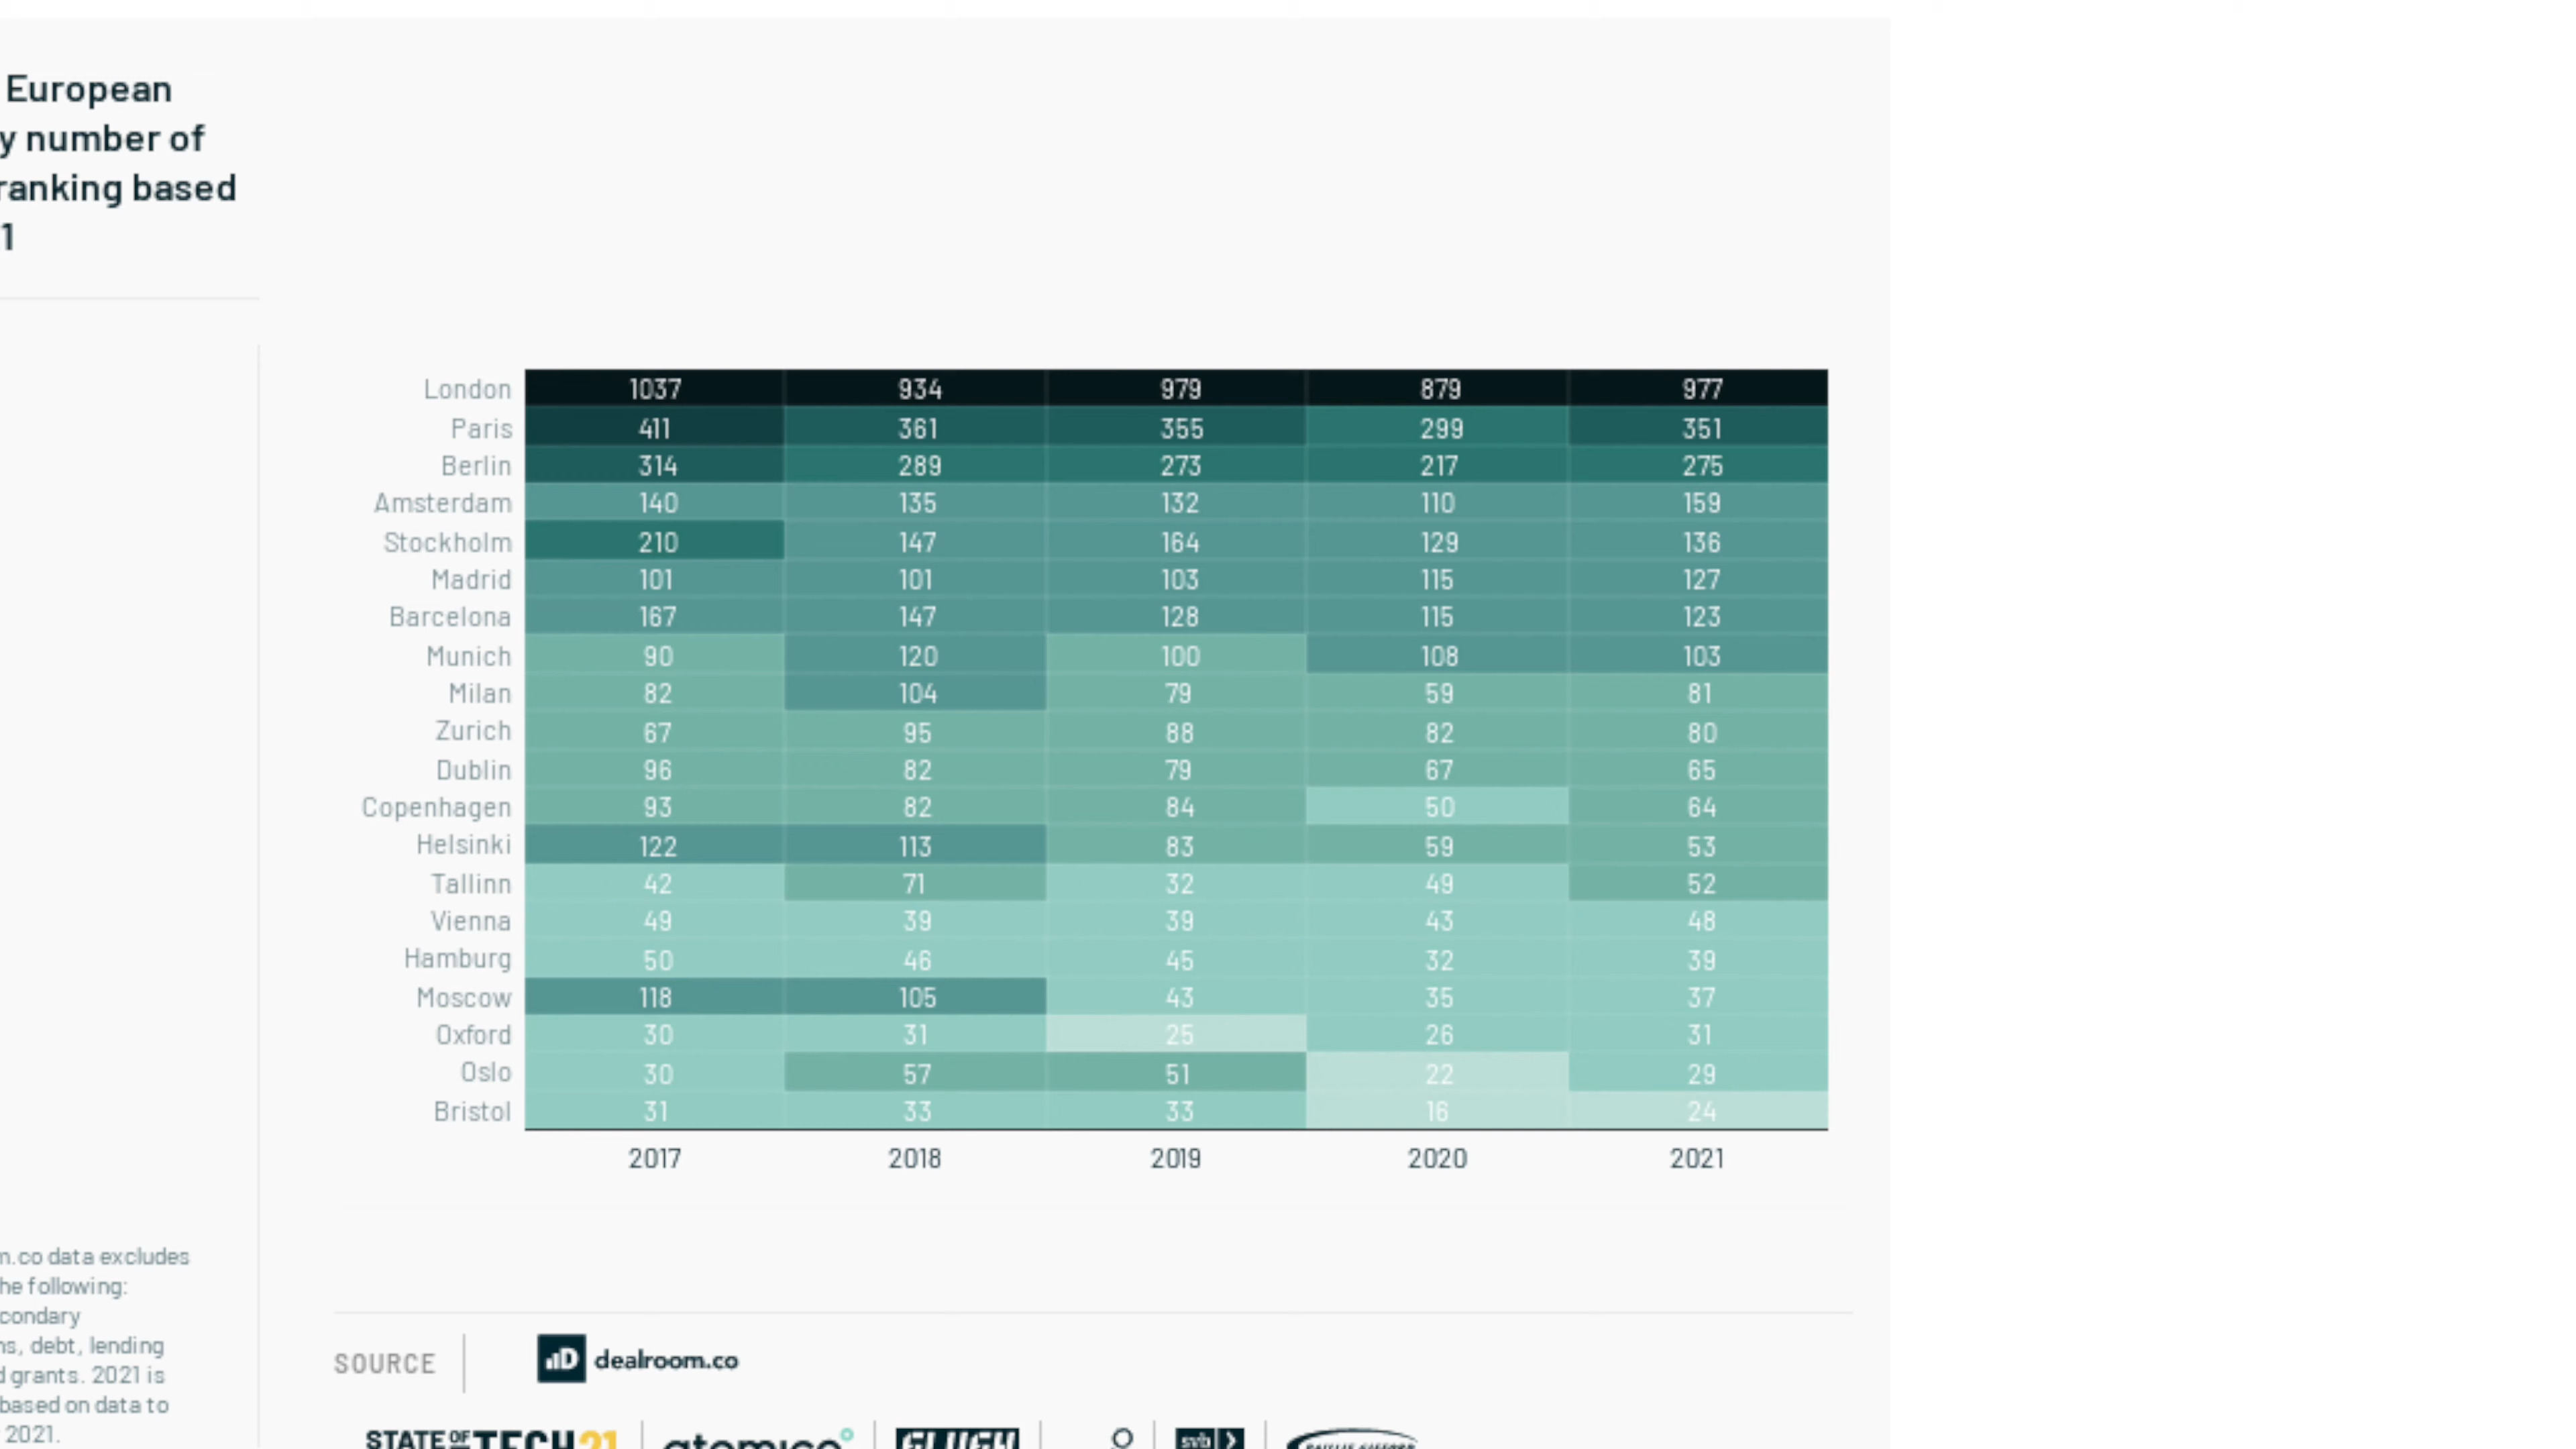 European
y number of
ranking based
1
London 1037 934 979 879 977
Paris 411 361 355 299 351
Berlin 314 289 273 217 275
Amsterdam 140 135 132 110 159
Stockholm 210 147 164 129 136
Madrid 101 101 103 115 127
Barcelona 167 147 128 115 123
Munich 90 120 100 108 103
Milan 82 104 79 59 81
Zurich 67 95 88 82 80
Dublin 96 82 79 67 65
Copenhagen 93 82 84 50 64
Helsinki 122 113 83 59 53
Tallinn 42 71 32 49 52
Vienna 49 39 39 43 48
Hamburg 50 46 45 32 39
Moscow 118 105 43 35 37
Oxford 30 31 25 26 31
Oslo 30 57 51 22 29
Bristol 31 33 33 16 24
2017 2018 2019 2020 2021
n.co data excludes
he following:
condary
ns, debt, lending
d grants. 2021 is
based on data to
2021.
SOURCE
dealroom.co
STATE OF TECH 21 atomico SLUSH svb